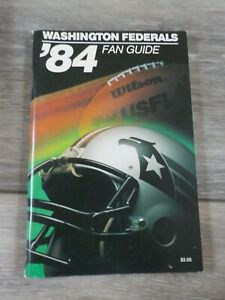 WASHINGTON FEDERALS
'84 FAN GUIDE
Wilson
USFL
$3.50